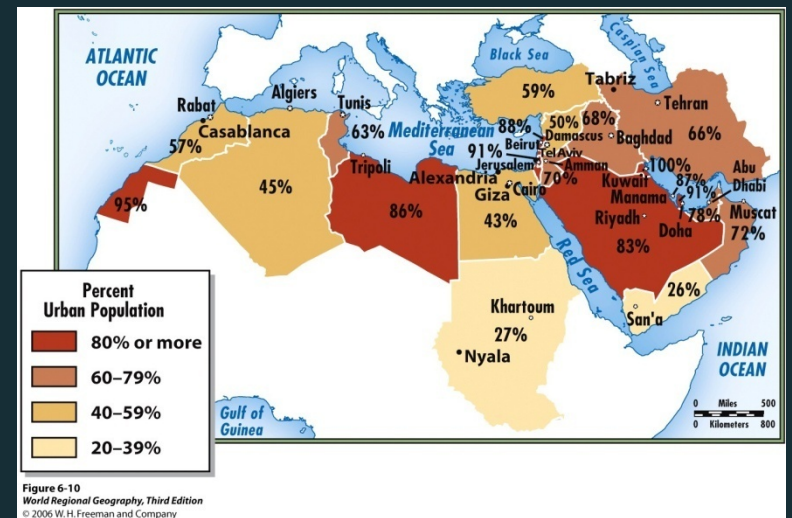 ATLANTIC
OCEAN
Black Sea
Caspian Sea
Tabriz
59%
Algiers
Tunis
Rabat
Tehran
50%
68%
Casablanca
63%
Mediterranean
Sea
88%
Damascus
Baghdad
66%
57%
Beirut
Tel Aviv
91%
Jerusalem
Amman
Tripoli
Alexandria
70%
100%
Kuwait
87%
Abu
Dhabi
Giza
Cairo
Manama
91%
95%
45%
86%
43%
Riyadh
78%
Muscat
72%
Doha
83%
Red Sea
26%
Khartoum
San'a
27%
Nyala
INDIAN
OCEAN
Gulf of
Guinea
0 Miles 500
0 Kilometers 800
Percent
Urban Population
80% or more
60–79%
40–59%
20–39%
Figure 6-10
World Regional Geography, Third Edition
© 2006 W. H. Freeman and Company